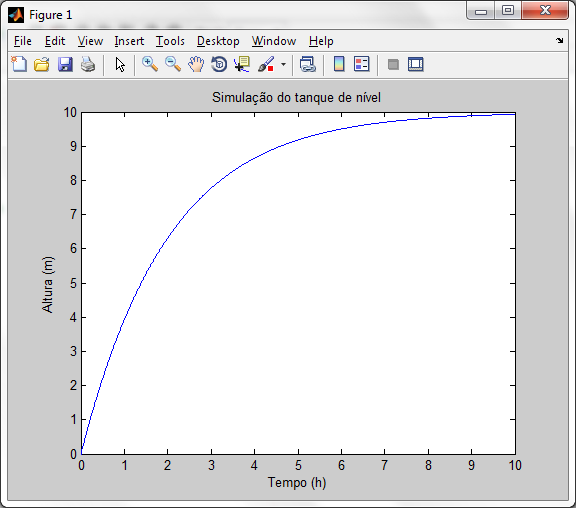 Figure 1
File Edit View Insert Tools Desktop Window Help
Simulação do tanque de nível
10
9
8
7
6
5
4
3
2
1
0
Altura (m)
0 1 2 3 4 5 6 7 8 9 10
Tempo (h)